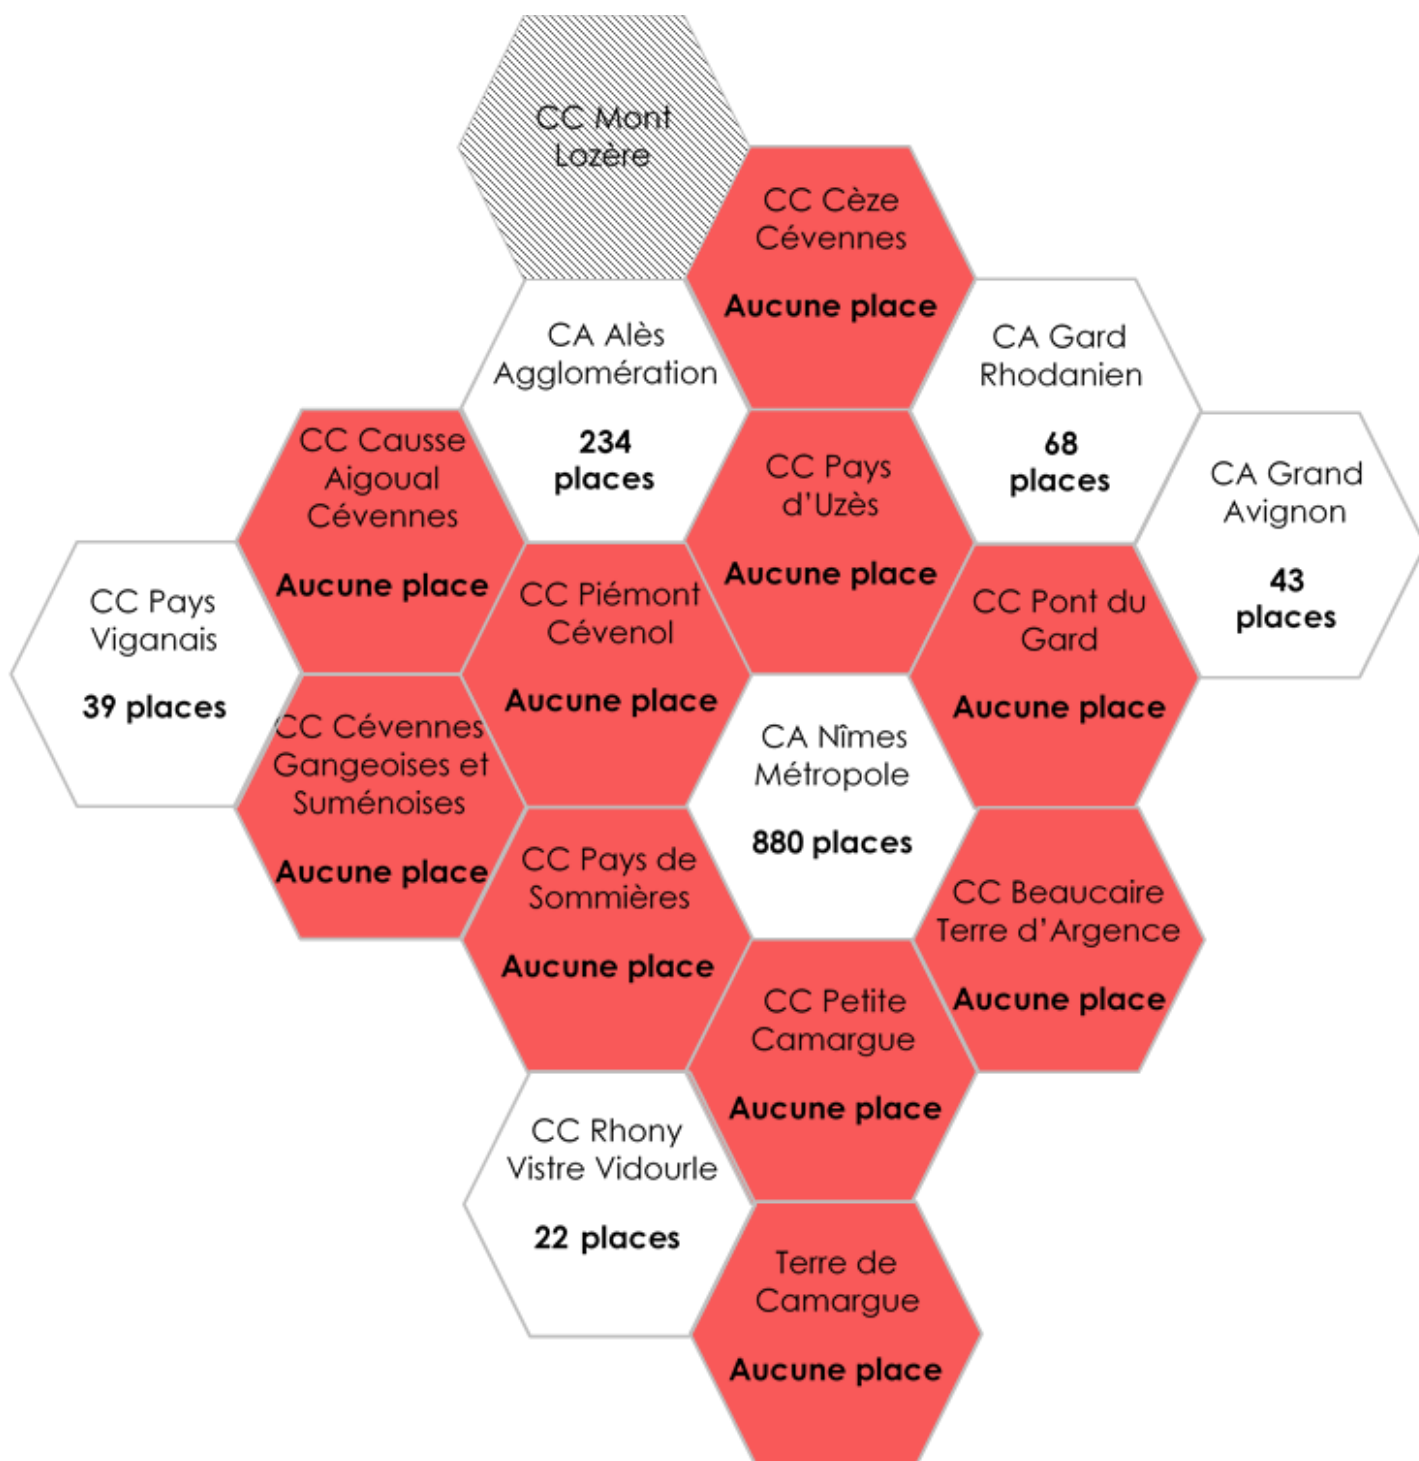 CC Mont
Lozère
CC Cèze
Cévennes
Aucune place
CA Alès
Agglomération
234
places
CA Gard
Rhodanien
68
places
CC Causse
Aigoual
Cévennes
Aucune place
CC Pays
d'Uzès
Aucune place
CA Grand
Avignon
43
places
CC Pays
Viganais
39 places
CC Piémont
Cévenol
Aucune place
CC Pont du
Gard
Aucune place
CC Cévennes
Gangeoises et
Suménoises
Aucune place
CA Nîmes
Métropole
880 places
CC Pays de
Sommières
Aucune place
CC Beaucaire
Terre d'Argence
Aucune place
CC Petite
Camargue
Aucune place
CC Rhony
Vistre Vidourle
22 places
Terre de
Camargue
Aucune place